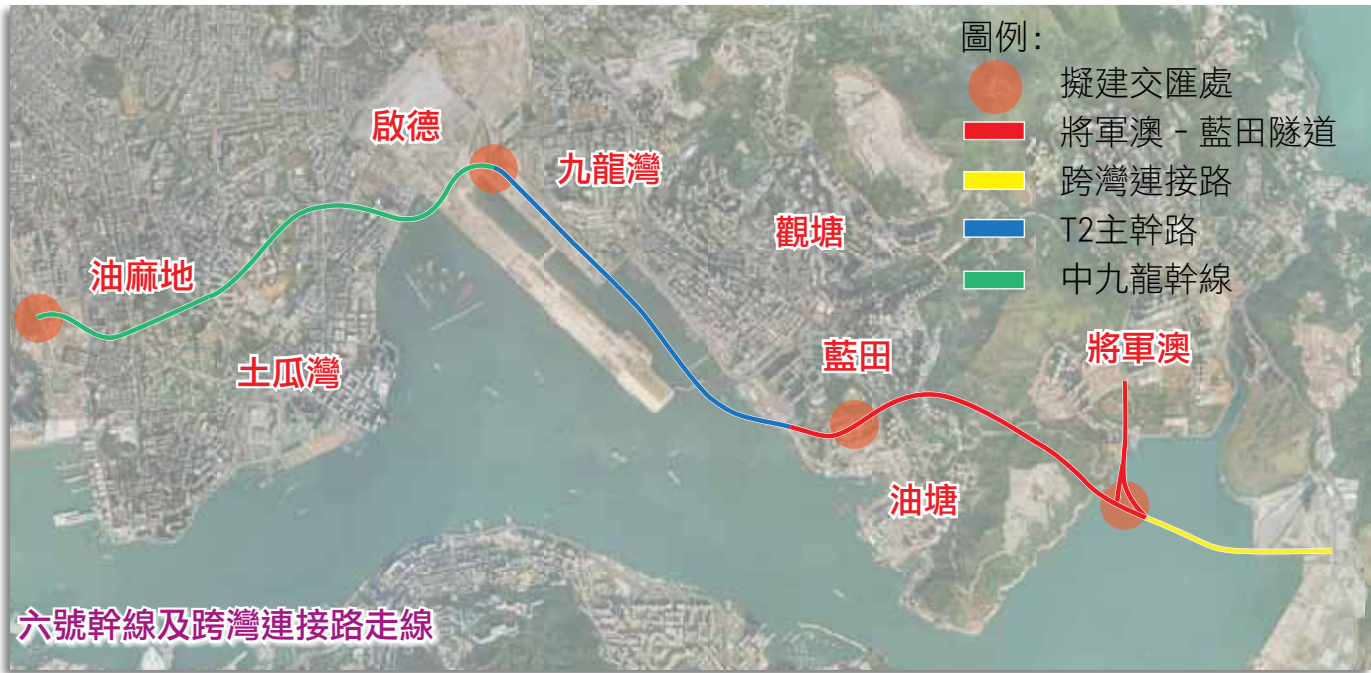 圖例：
擬建交匯處
將軍澳 - 藍田隧道
跨灣連接路
T2主幹路
中九龍幹線
啟德
九龍灣
觀塘
油麻地
土瓜灣
藍田
將軍澳
油塘
六號幹線及跨灣連接路走線